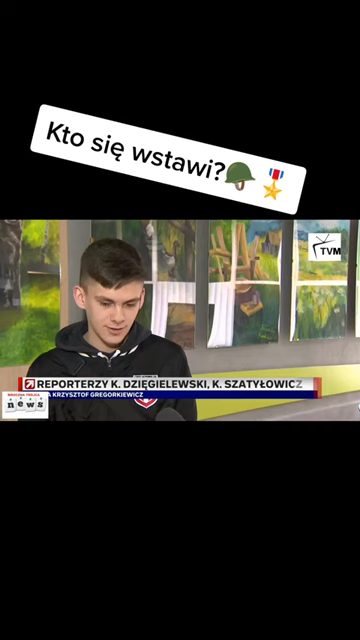 Kto się wstawi?
TVM
REPORTERZY K. DZIĘGIELEWSKI, K. SZATYŁOWICZ
KRZYSZTOF GREGORKIEWICZ
news